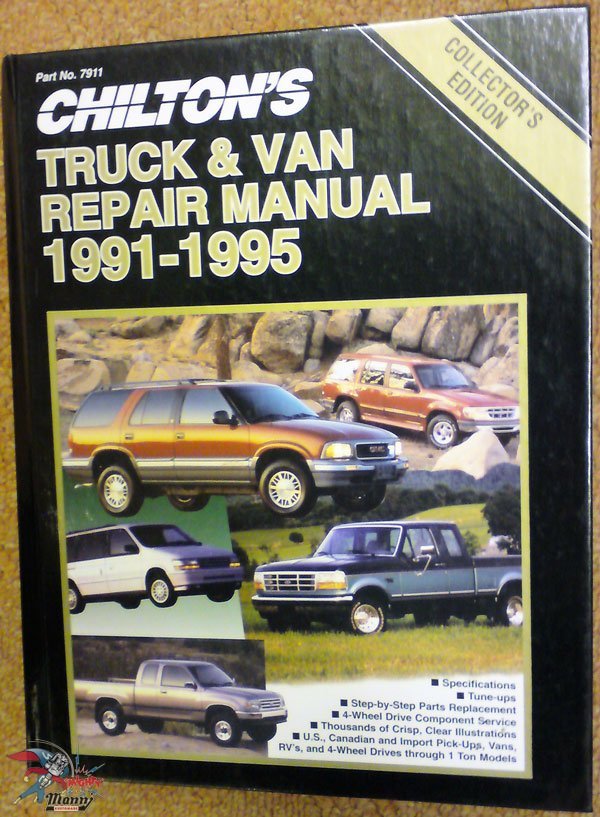 Part No. 7911
CHILTON'S
COLLECTOR'S
EDITION
TRUCK & VAN
REPAIR MANUAL
1991-1995
GMC
■ Specifications
■ Tune-ups
■ Step-by-Step Parts Replacement
■ 4-Wheel Drive Component Service
■ Thousands of Crisp, Clear Illustrations
■ U.S., Canadian and Import Pick-Ups, Vans,
RV's, and 4-Wheel Drives through 1 Ton Models
Mann